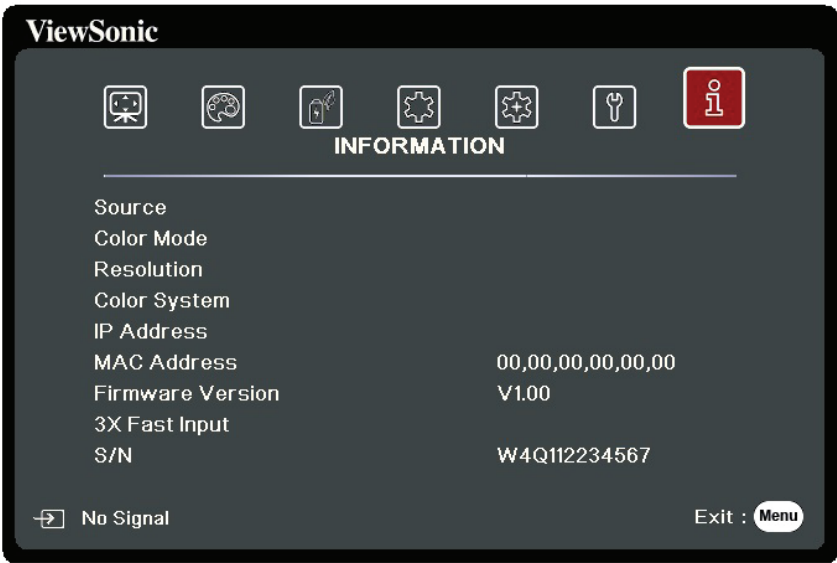 ViewSonic
INFORMATION
Source
Color Mode
Resolution
Color System
IP Address
MAC Address 00,00,00,00,00,00
Firmware Version V1.00
3X Fast Input
S/N W4Q112234567
No Signal Exit : Menu